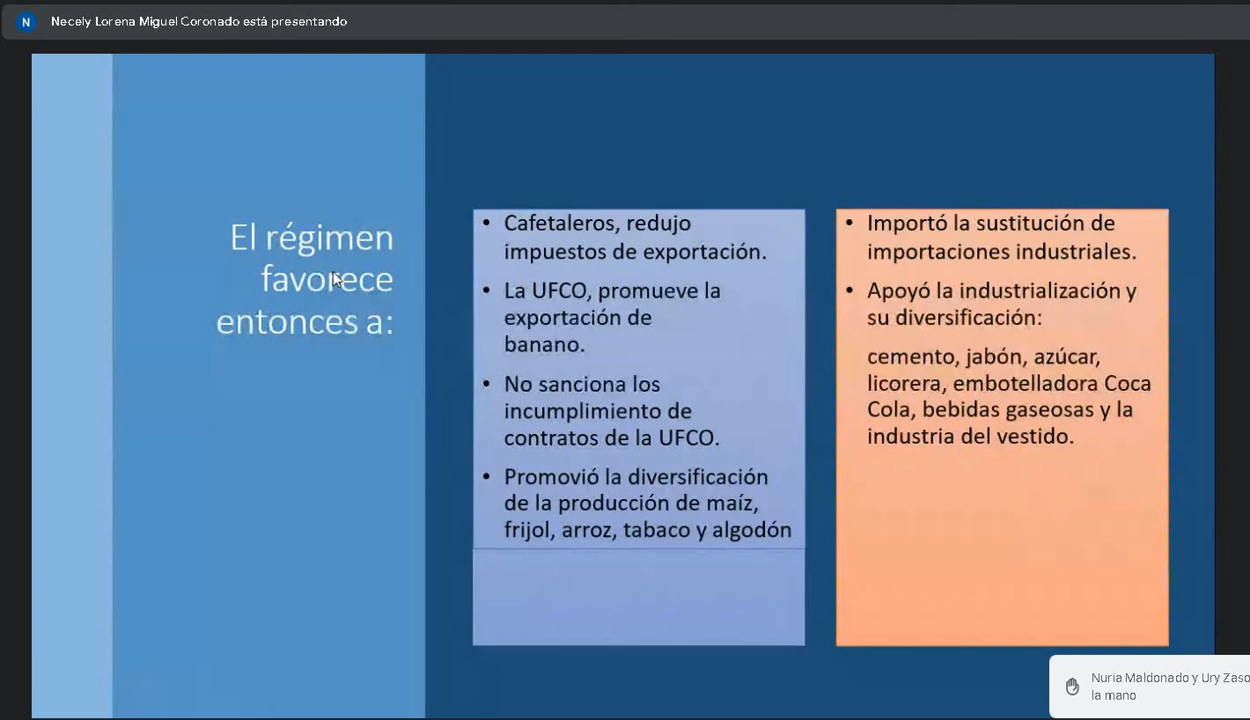 N Necely Lorena Miguel Coronado está presentando
El régimen
favorece
entonces a:
• Cafetaleros, redujo
impuestos de exportación.
• La UFCO, promueve la
exportación de
banano.
• No sanciona los
incumplimiento de
contratos de la UFCO.
• Promovió la diversificación
de la producción de maíz,
frijol, arroz, tabaco y algodón
• Importó la sustitución de
importaciones industriales.
• Apoyó la industrialización y
su diversificación:
cemento, jabón, azúcar,
licorera, embotelladora Coca
Cola, bebidas gaseosas y la
industria del vestido.
Nuria Maldonado y Ury Zaso
la mano